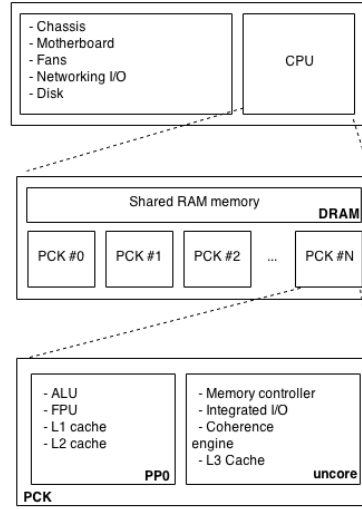 - Chassis
- Motherboard
- Fans
- Networking I/O
- Disk
CPU
Shared RAM memory
DRAM
PCK #0
PCK #1
PCK #2
...
PCK #N
- ALU
- FPU
- L1 cache
- L2 cache
PP0
- Memory controller
- Integrated I/O
- Coherence
engine
- L3 Cache
uncore
PCK